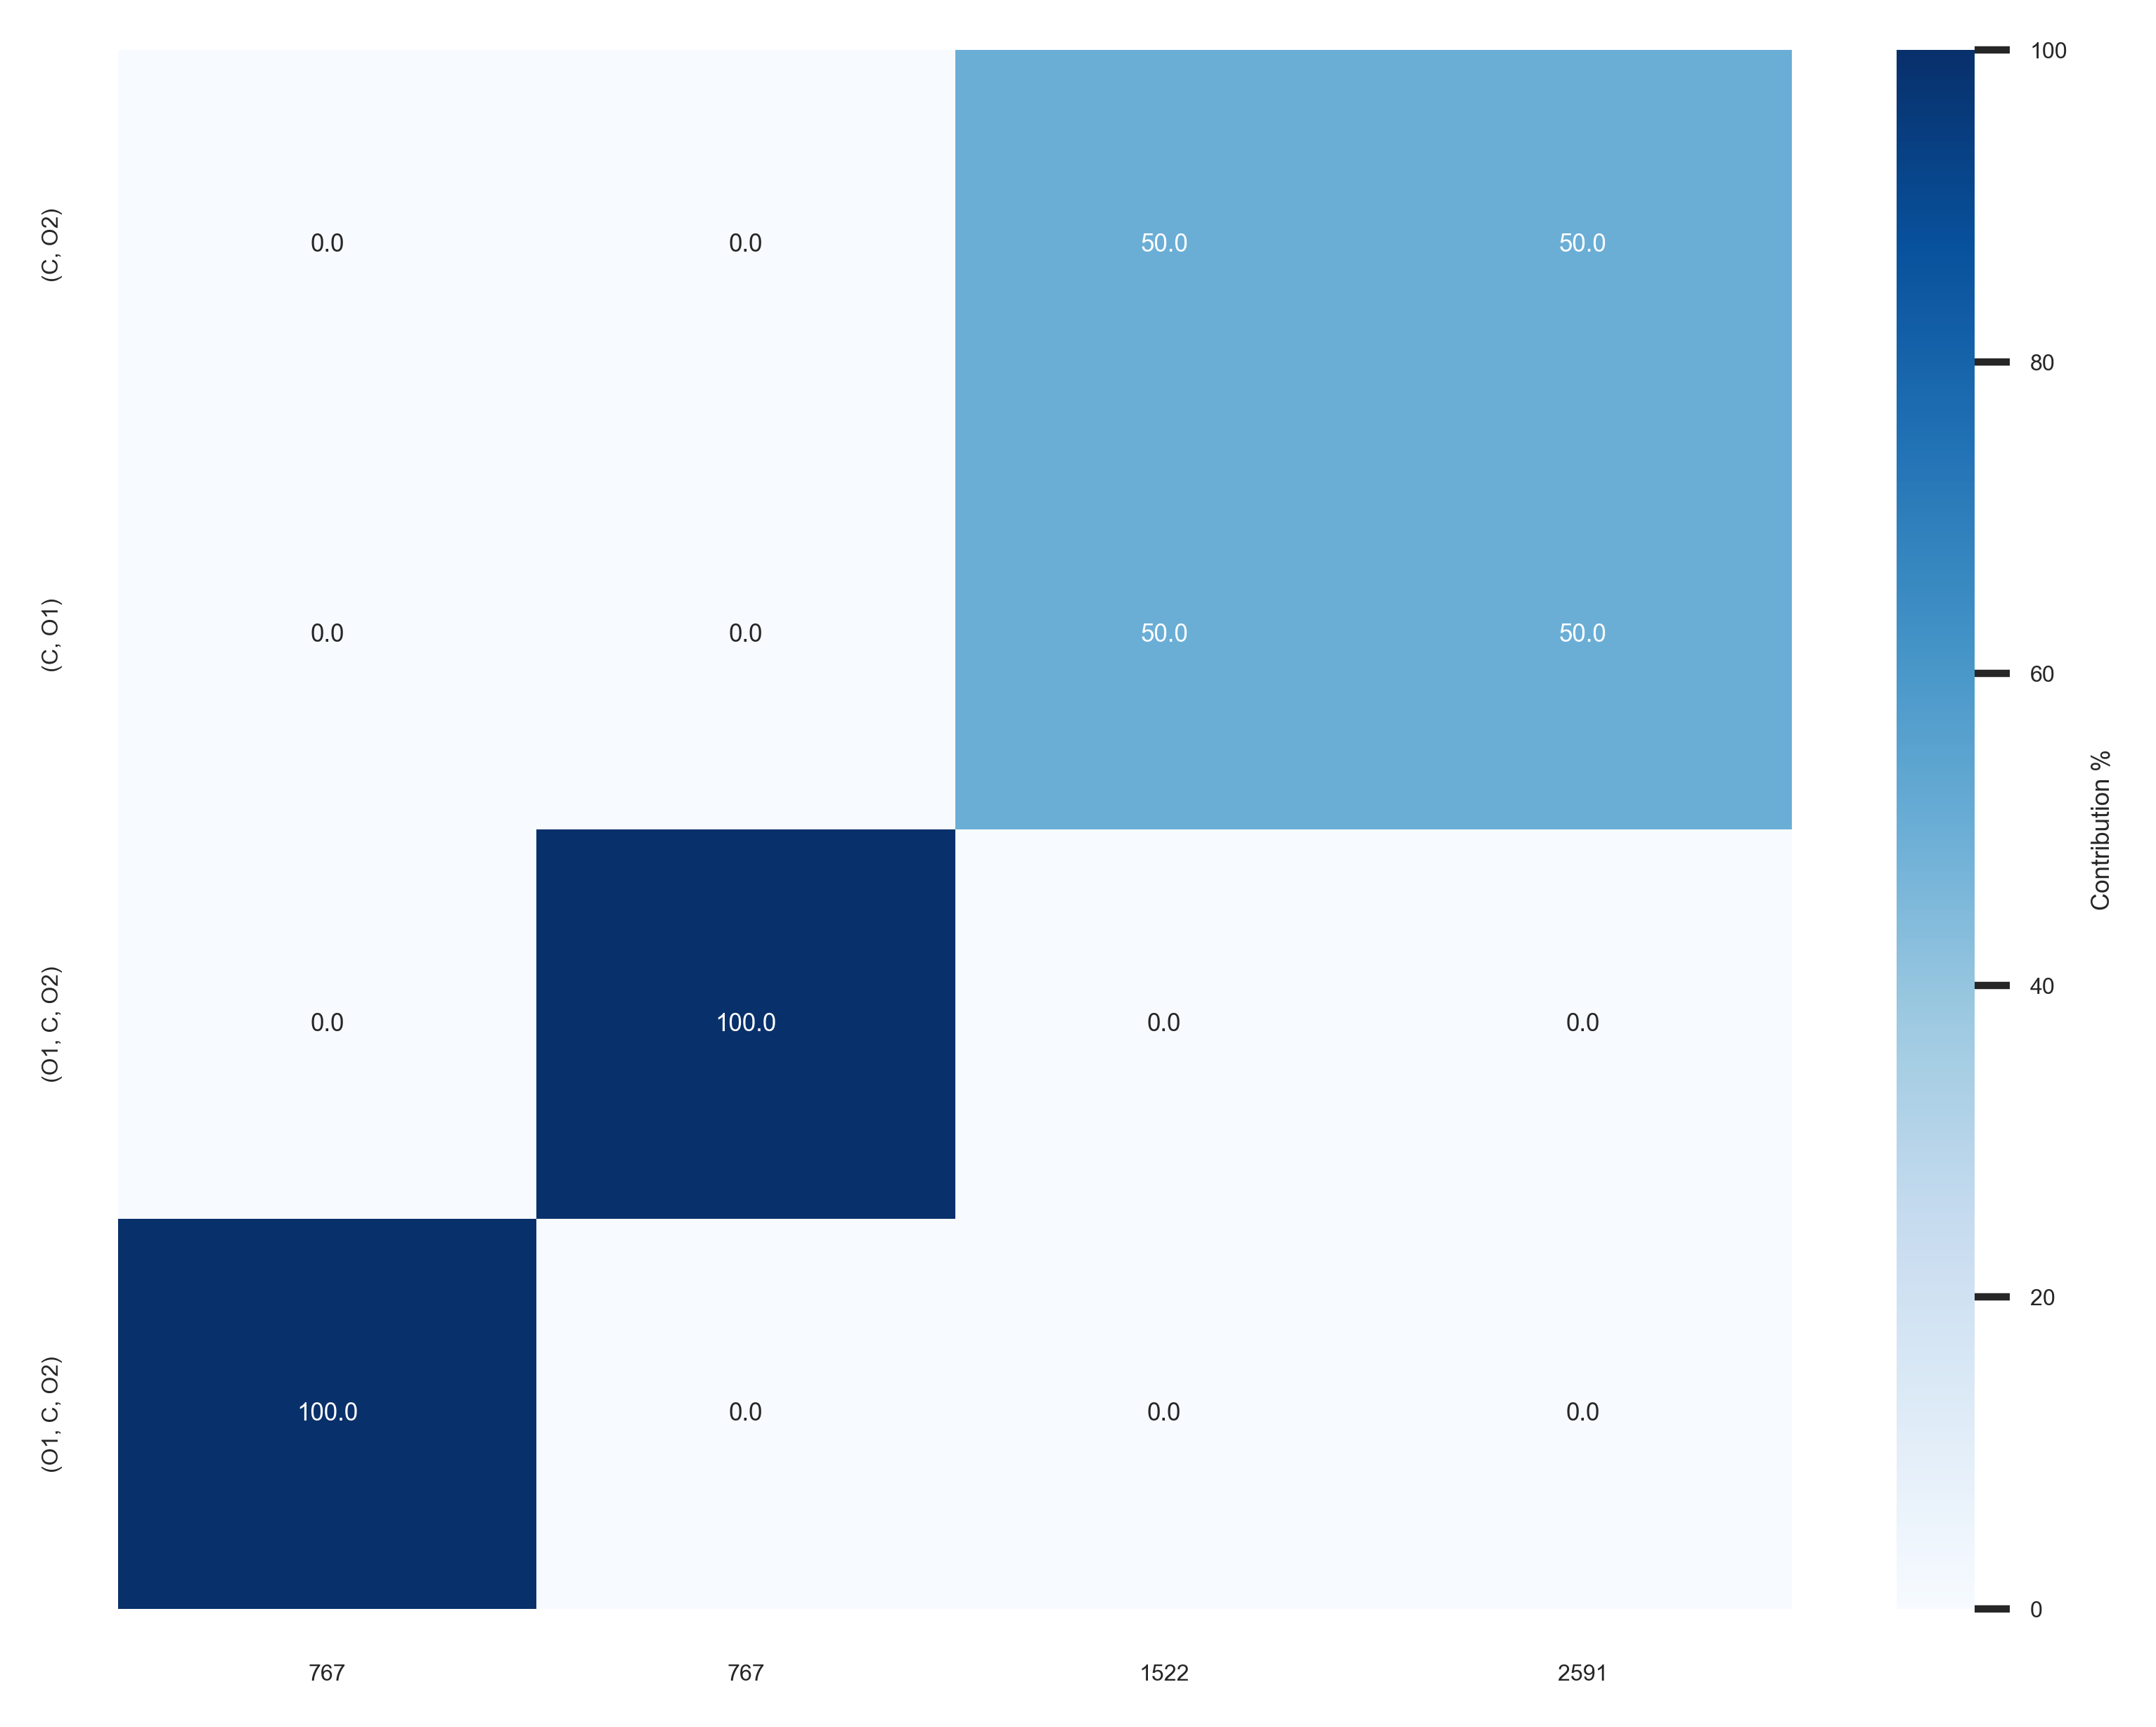 (C, O2)
0.0 0.0 50.0 50.0
(C, O1)
0.0 0.0 50.0 50.0
(O1, C, O2)
0.0 100.0 0.0 0.0
(O1, C, O2)
100.0 0.0 0.0 0.0
767 767 1522 2591
100
80
60
40
20
0
Contribution %